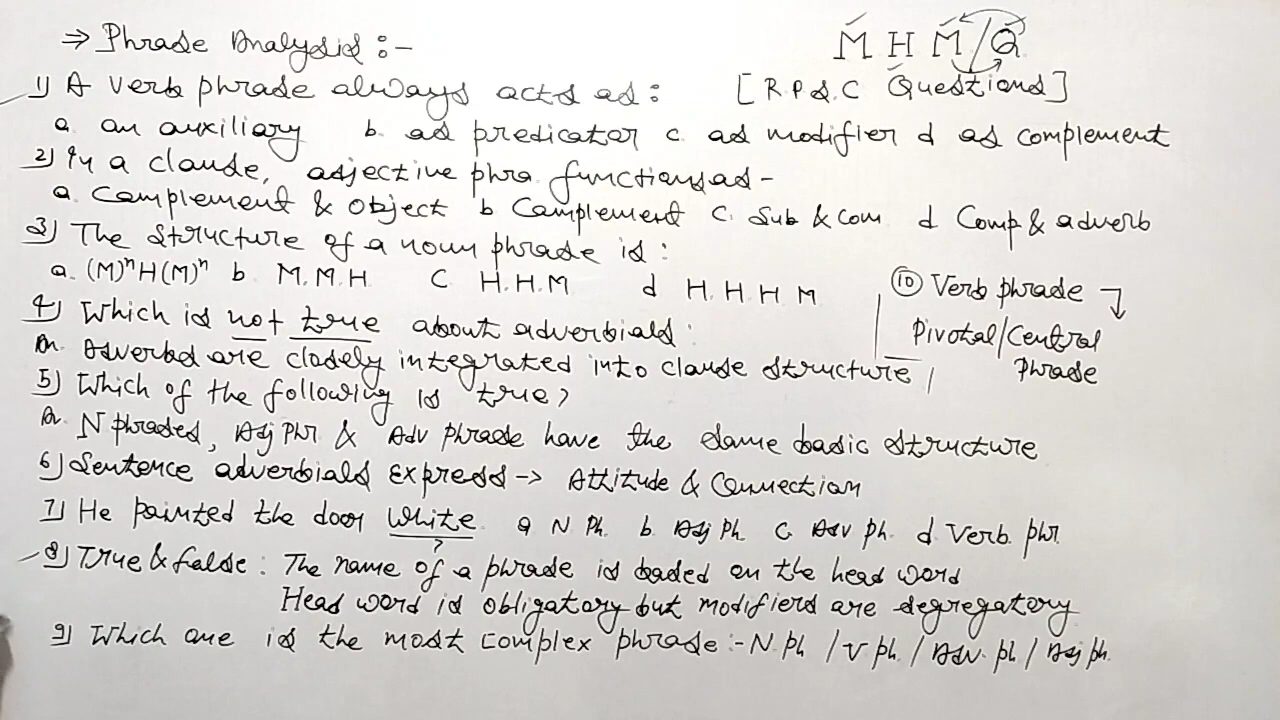 ⇒ Phrase Analysis :-
M H M/Q
1) A verb phrase always acts as :
[R.P.S.C Questions]
a. an auxiliary b. as predicator c. as modifier d as complement
2) In a clause, adjective phra. functions as -
a. Complement & Object b Complement c. Sub & com d Comp & adverb
3) The structure of a noun phrase is :
a. (M)ⁿH(M)ⁿ b. M.M.H C H.H.M d H H H M
4) Which is not true about adverbials :
An. Adverbs are closely integrated into clause structure
10 Verb phrase
Pivotal/Central
Phrase
5) Which of the following is true?
An. N phrases, Adj Phr & Adv phrase have the same basic structure
6) Sentence adverbials express → Attitude & Connection
7) He painted the door white. a N Ph. b. Adj Ph. c. Adv ph. d. Verb. phr.
?
8) True & false : The name of a phrase is based on the head word
Head word is obligatory but modifiers are segregatory
9) Which one is the most complex phrase :- N. ph / V ph. / Adv. ph / Adj ph.